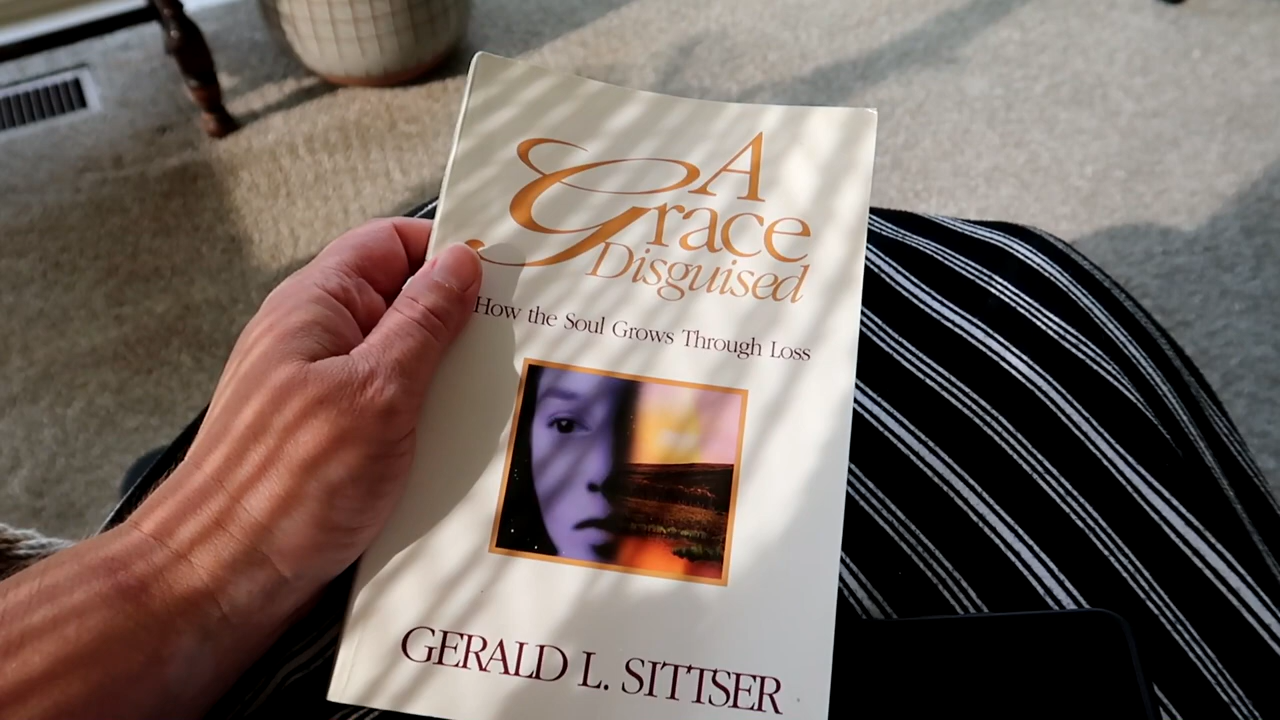 A
Grace
Disguised
How the Soul Grows Through Loss
GERALD L. SITTSER